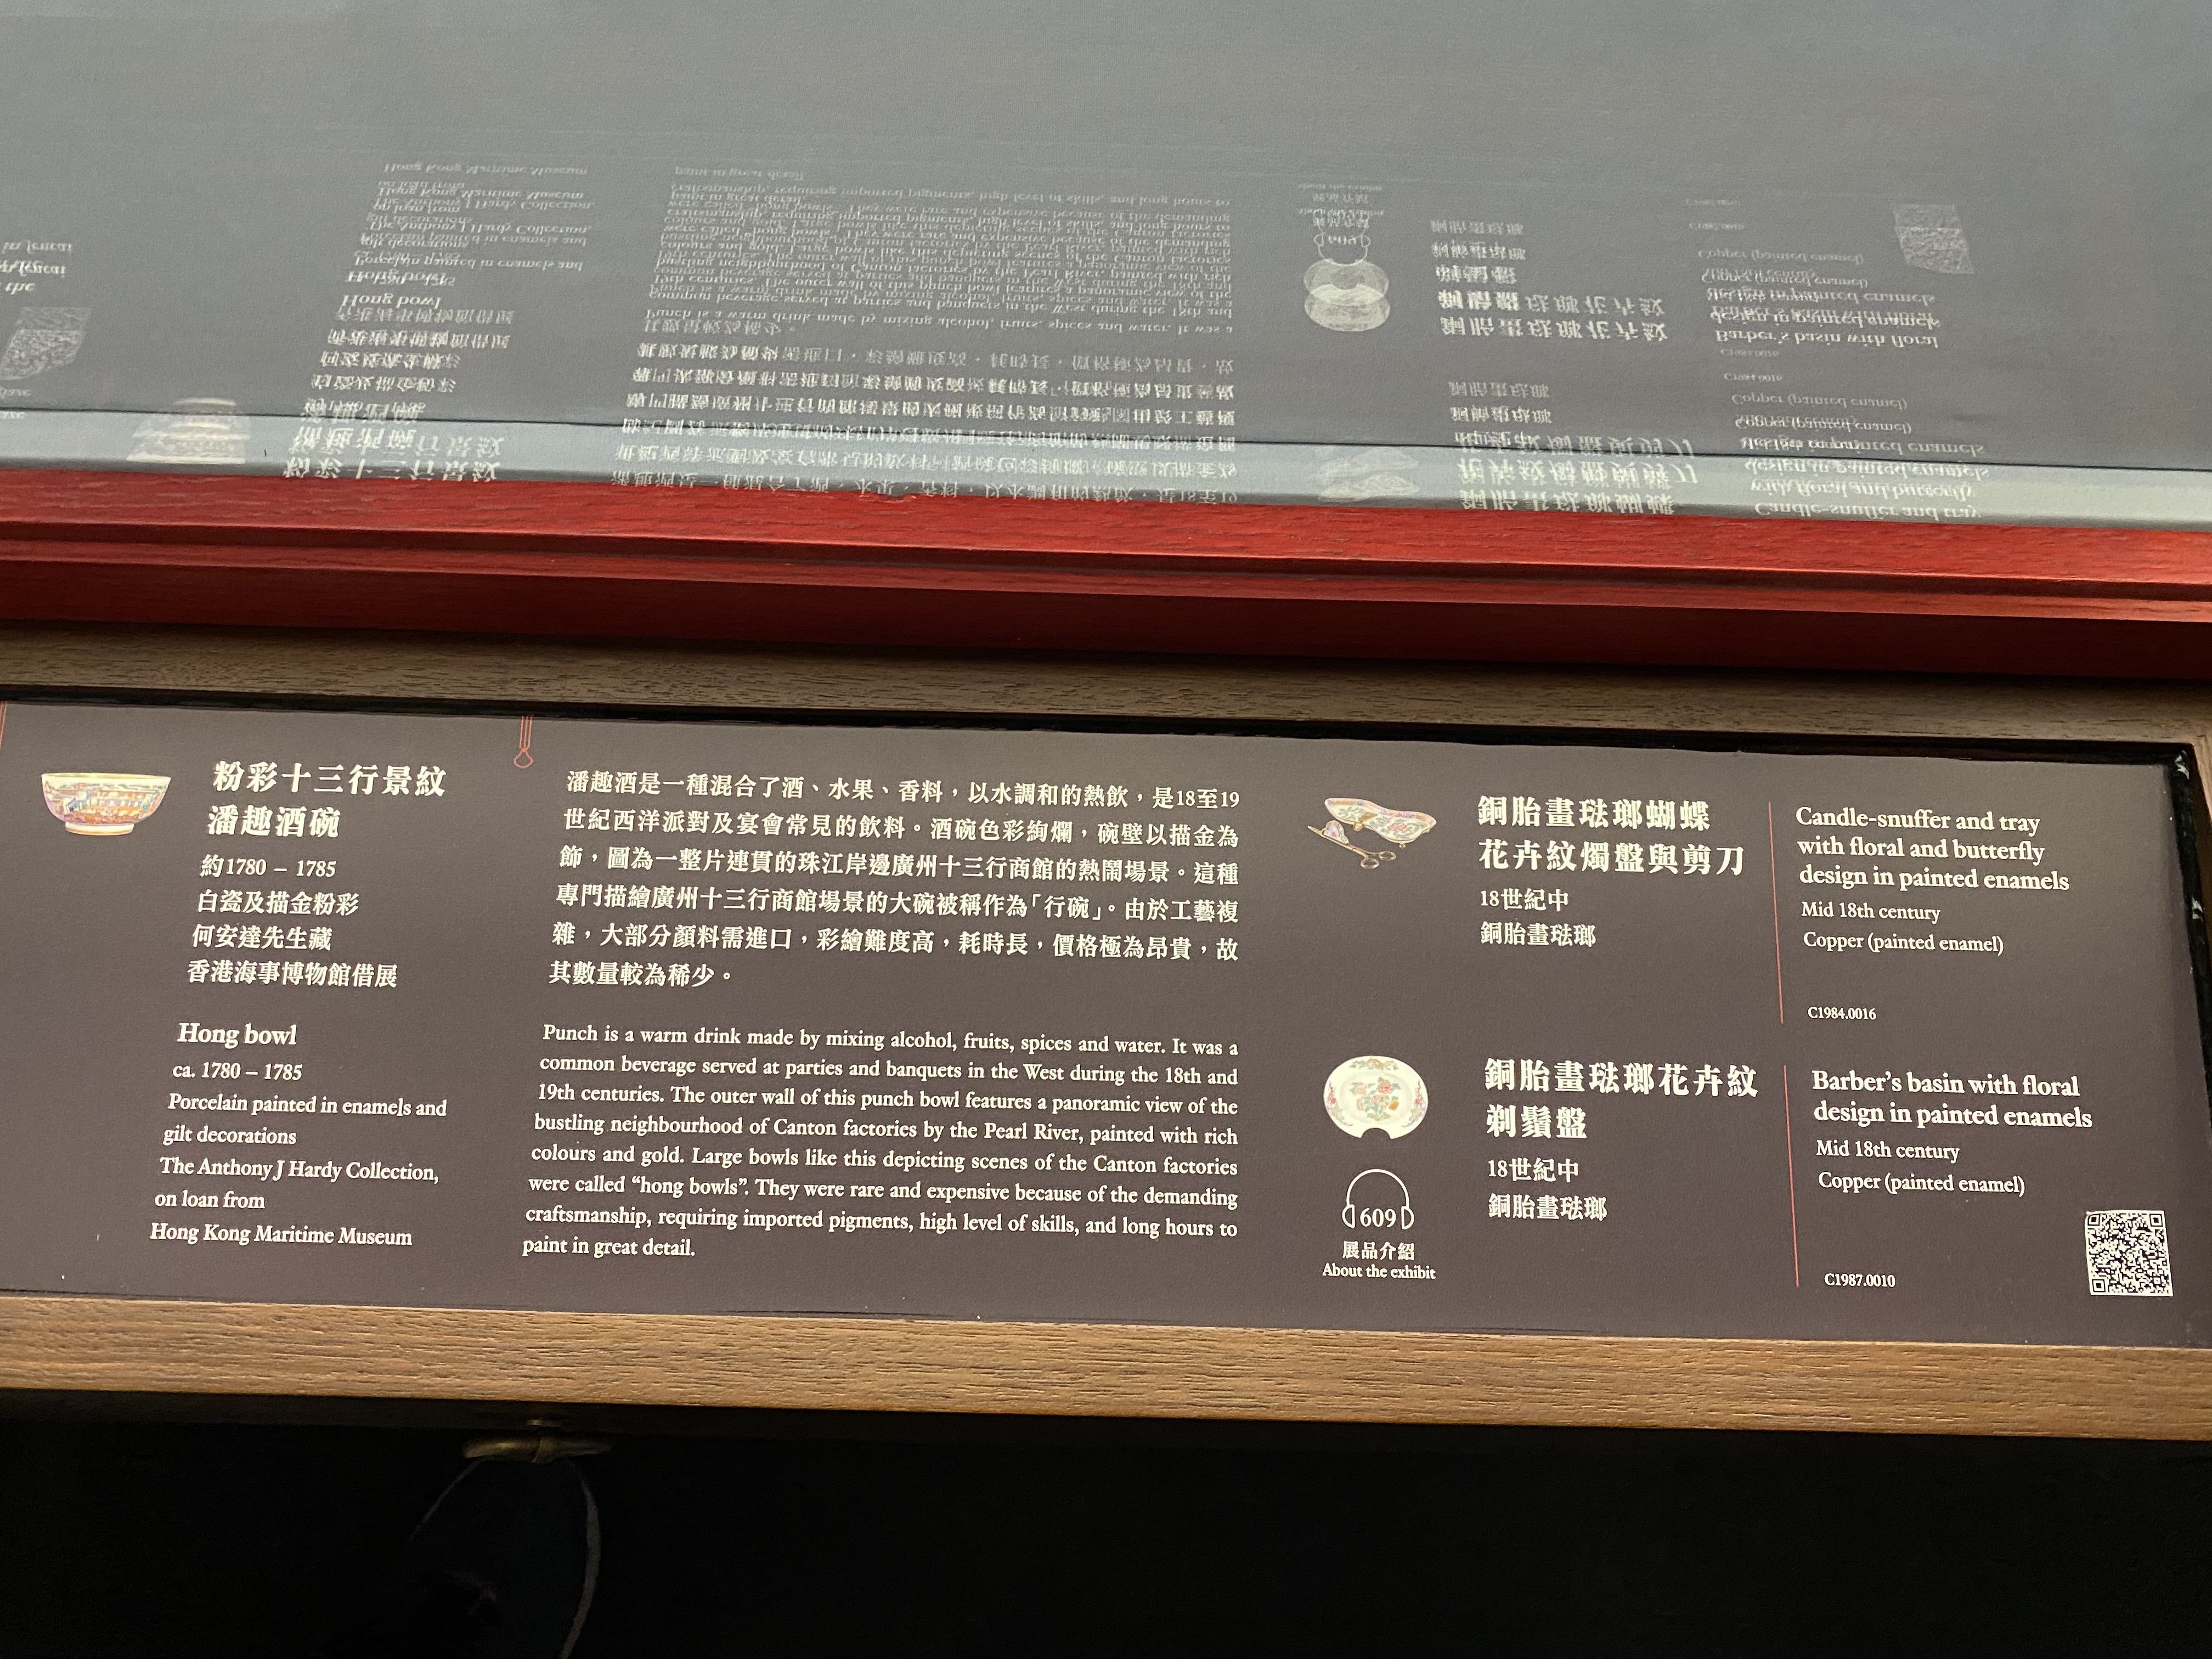 粉彩十三行景紋
潘趣酒碗
約1780 – 1785
白瓷及描金粉彩
何安達先生藏
香港海事博物館借展
Hong bowl
ca. 1780 – 1785
Porcelain painted in enamels and
gilt decorations
The Anthony J Hardy Collection,
on loan from
Hong Kong Maritime Museum
潘趣酒是一種混合了酒、水果、香料，以水調和的熱飲，是18至19
世紀西洋派對及宴會常見的飲料。酒碗色彩絢爛，碗壁以描金為
飾，圖為一整片連貫的珠江岸邊廣州十三行商館的熱鬧場景。這種
專門描繪廣州十三行商館場景的大碗被稱作為「行碗」。由於工藝複
雜，大部分顏料需進口，彩繪難度高，耗時長，價格極為昂貴，故
其數量較為稀少。
Punch is a warm drink made by mixing alcohol, fruits, spices and water. It was a
common beverage served at parties and banquets in the West during the 18th and
19th centuries. The outer wall of this punch bowl features a panoramic view of the
bustling neighbourhood of Canton factories by the Pearl River, painted with rich
colours and gold. Large bowls like this depicting scenes of the Canton factories
were called “hong bowls”. They were rare and expensive because of the demanding
craftsmanship, requiring imported pigments, high level of skills, and long hours to
paint in great detail.
銅胎畫琺瑯蝴蝶
花卉紋燭盤與剪刀
18世紀中
銅胎畫琺瑯
Candle-snuffer and tray
with floral and butterfly
design in painted enamels
Mid 18th century
Copper (painted enamel)
C1984.0016
609
展品介紹
About the exhibit
銅胎畫琺瑯花卉紋
剃鬚盤
18世紀中
銅胎畫琺瑯
Barber’s basin with floral
design in painted enamels
Mid 18th century
Copper (painted enamel)
C1987.0010